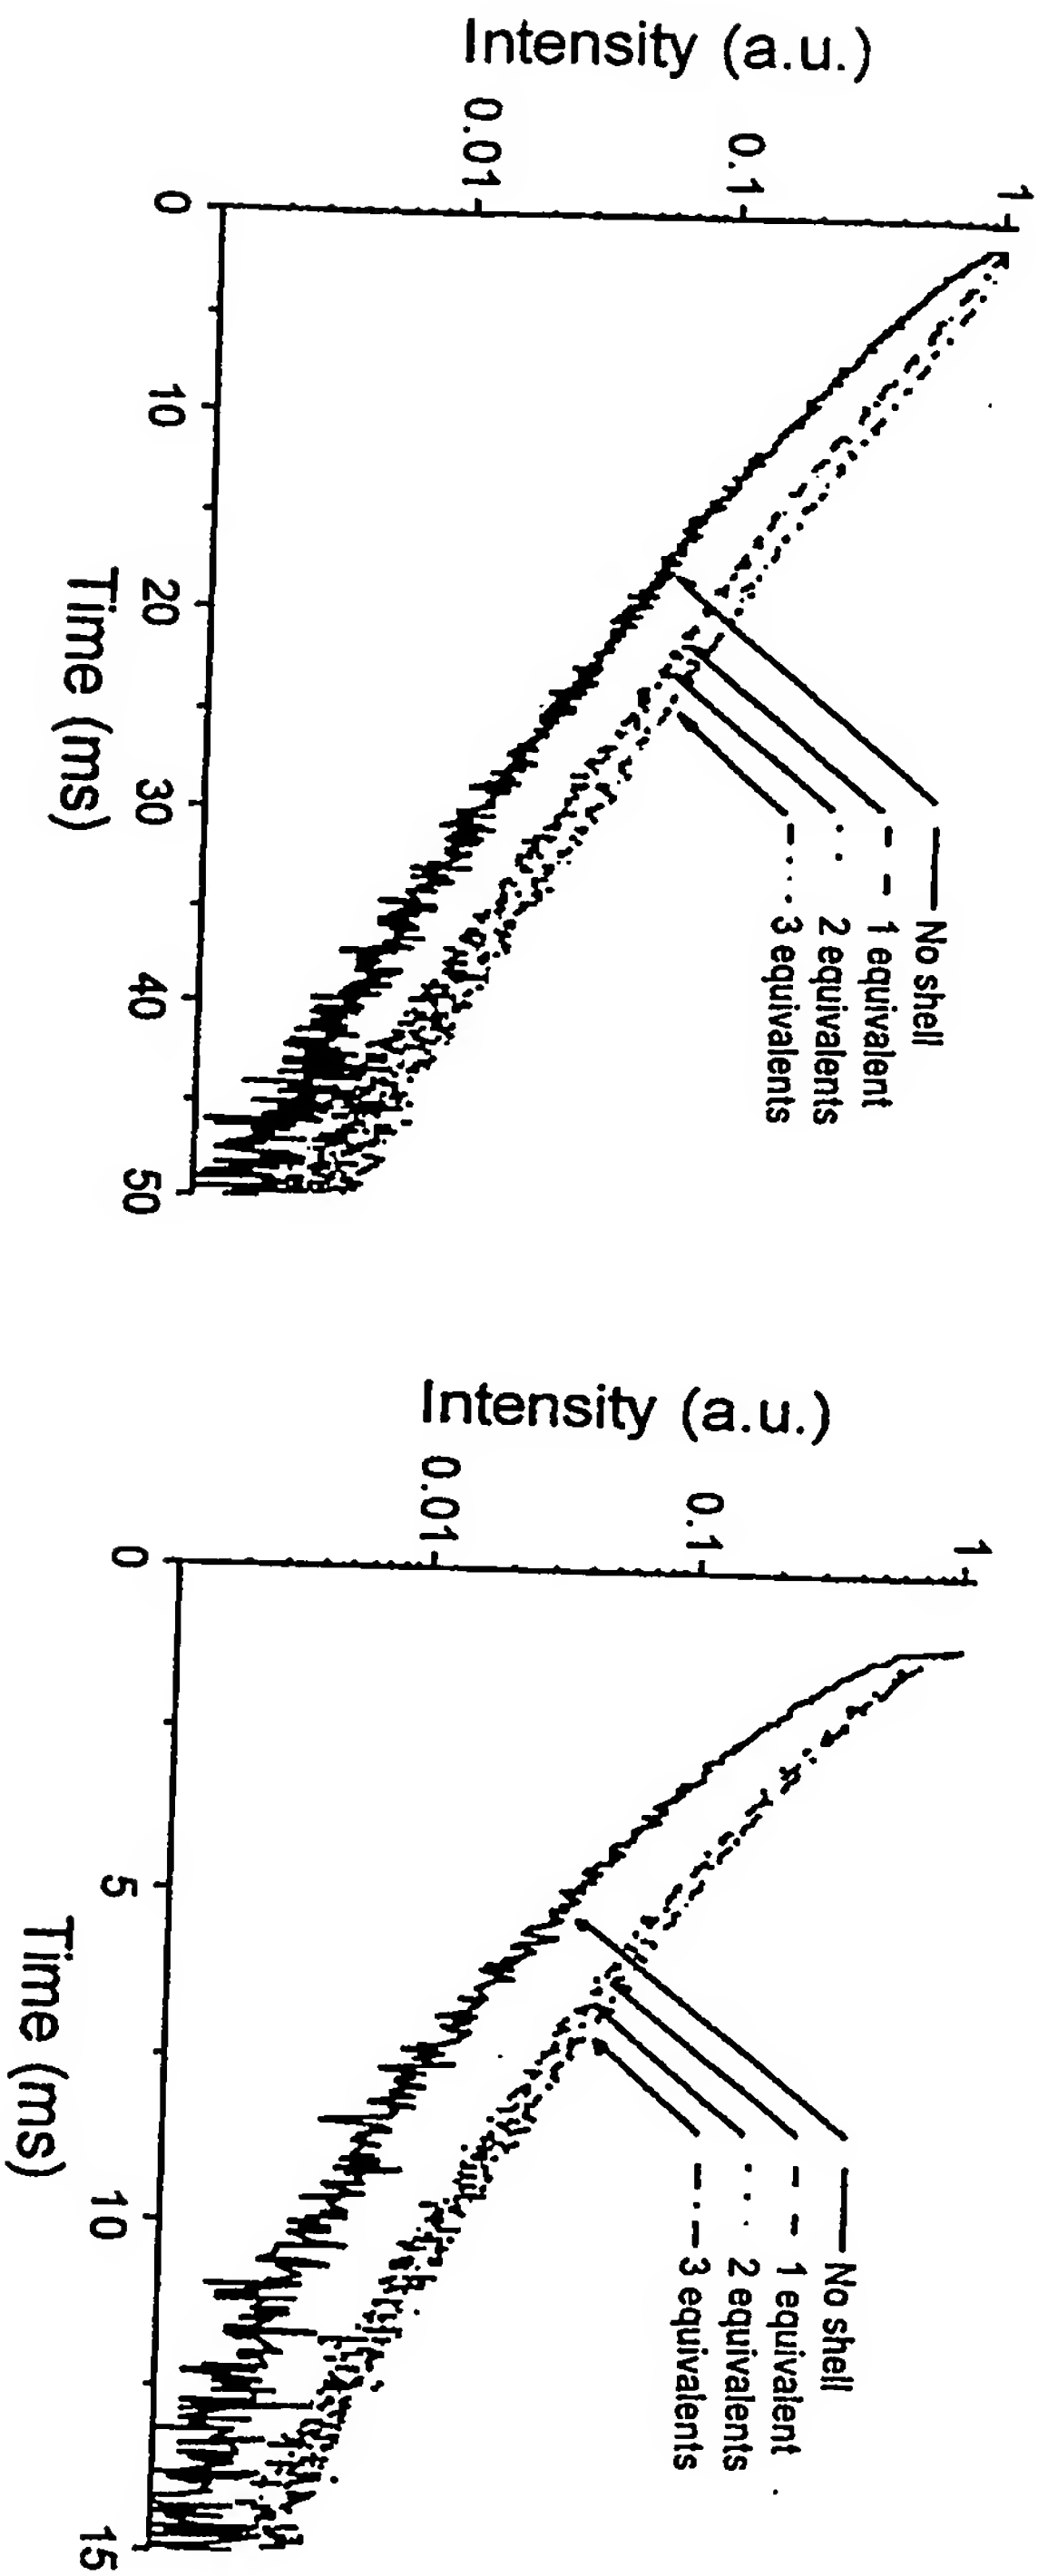 Intensity (a.u.)
1
0.1
0.01
0
10
20
30
40
50
Time (ms)
No shell
1 equivalent
2 equivalents
3 equivalents
Intensity (a.u.)
1
0.1
0.01
0
5
10
15
Time (ms)
No shell
1 equivalent
2 equivalents
3 equivalents